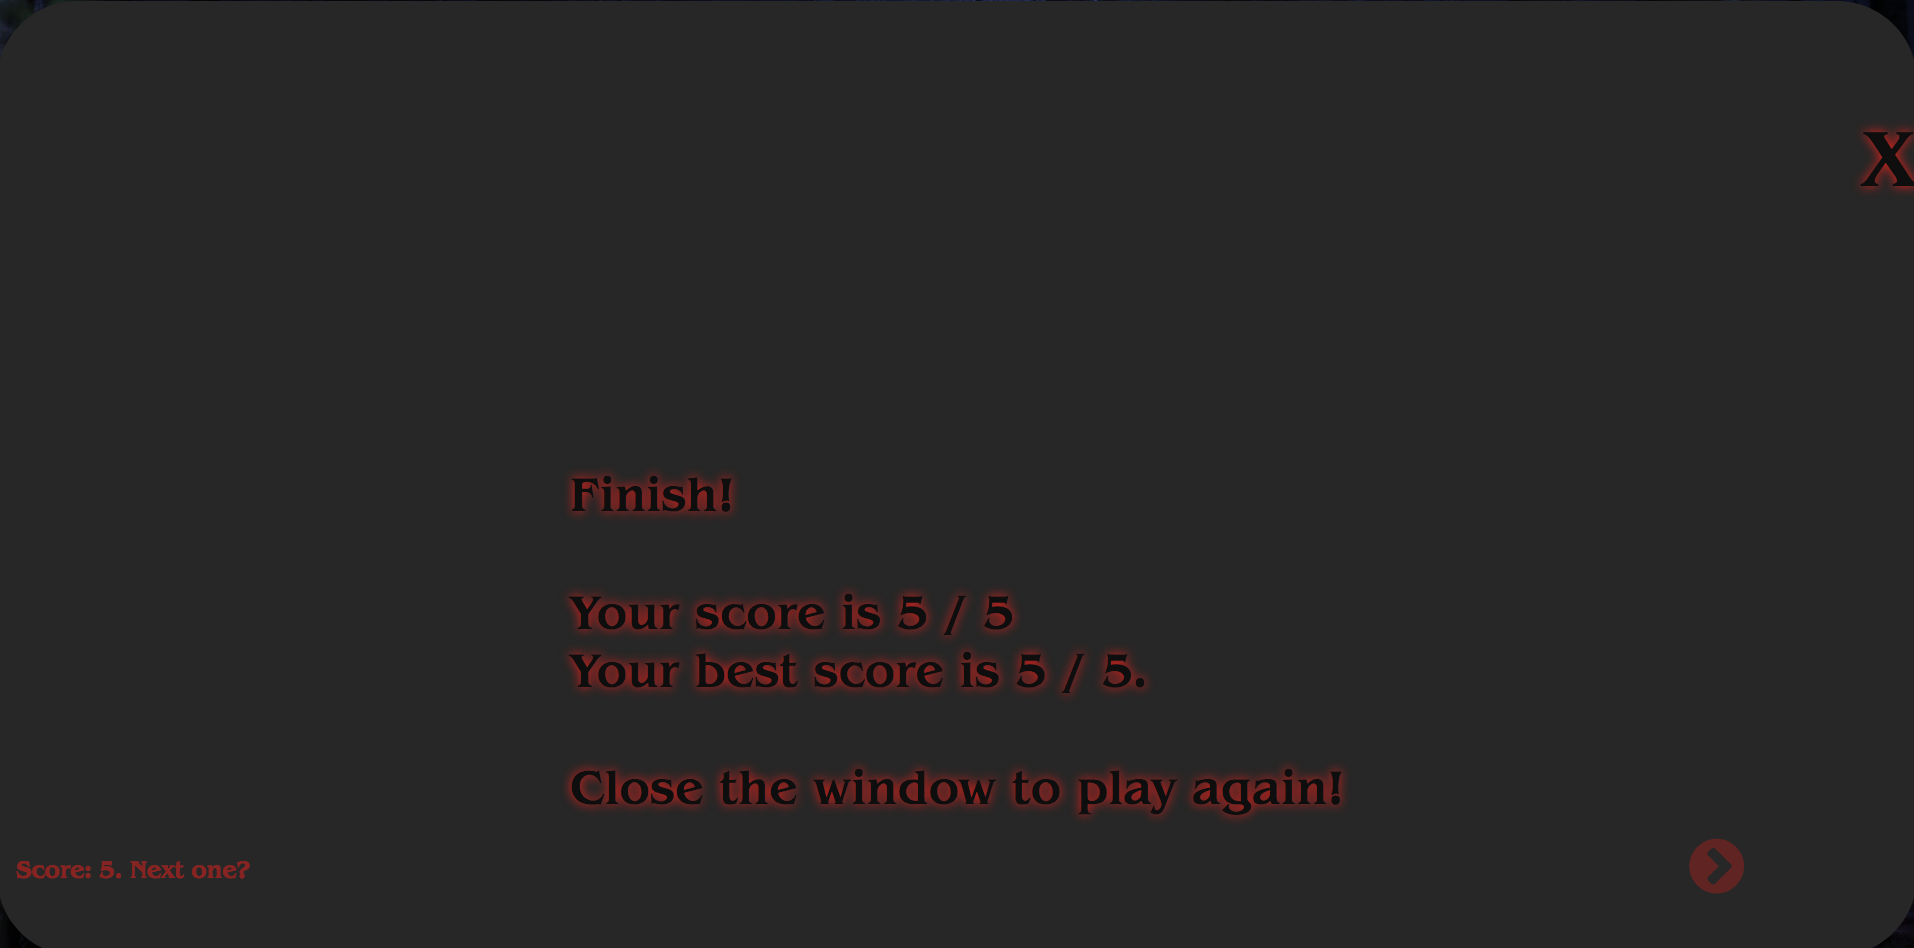 X
Finish!
Your score is 5 / 5
Your best score is 5 / 5.
Close the window to play again!
Score: 5. Next one?